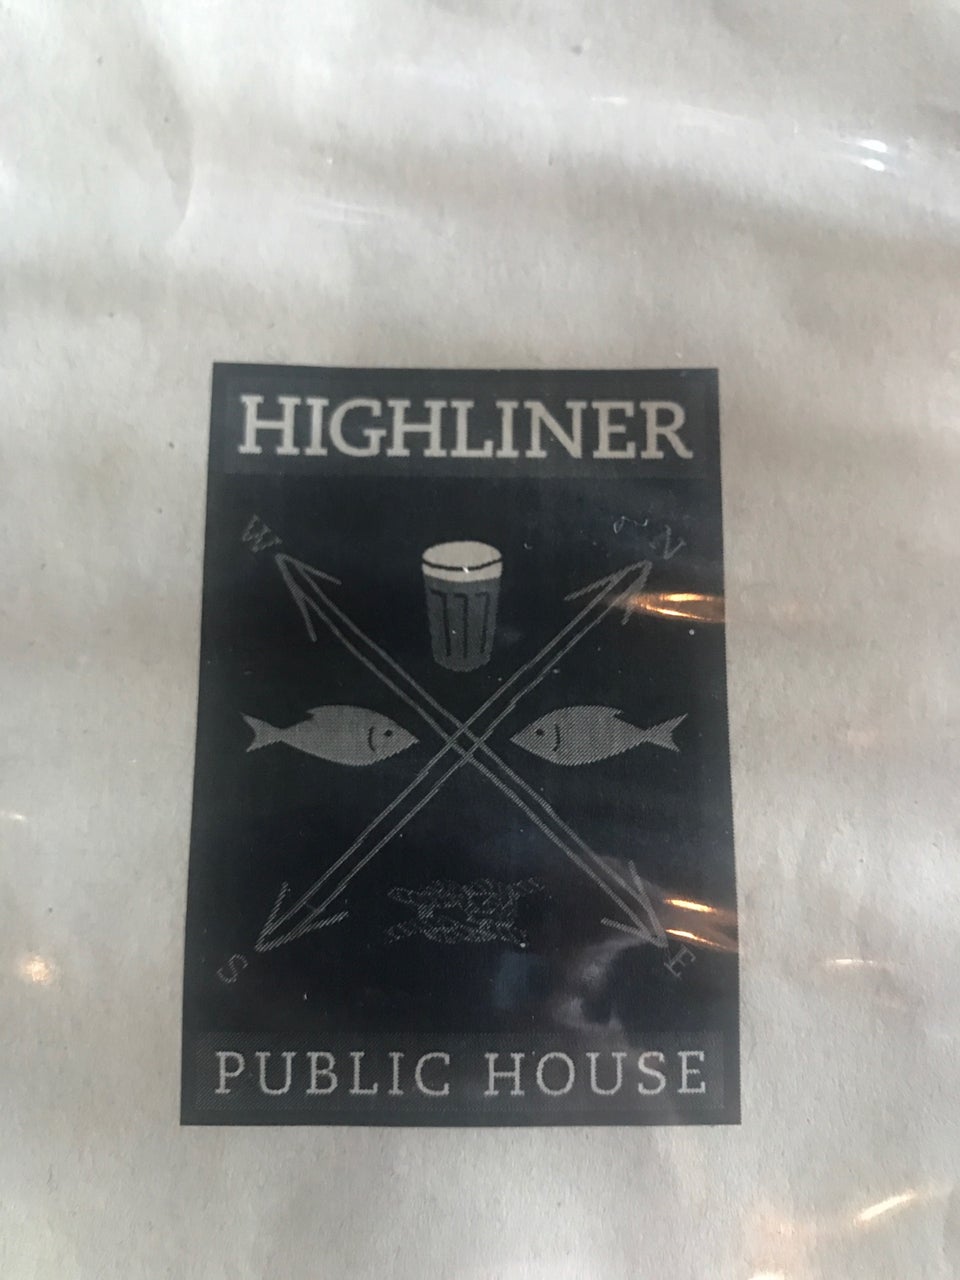 HIGHLINER
W N
S E
PUBLIC HOUSE